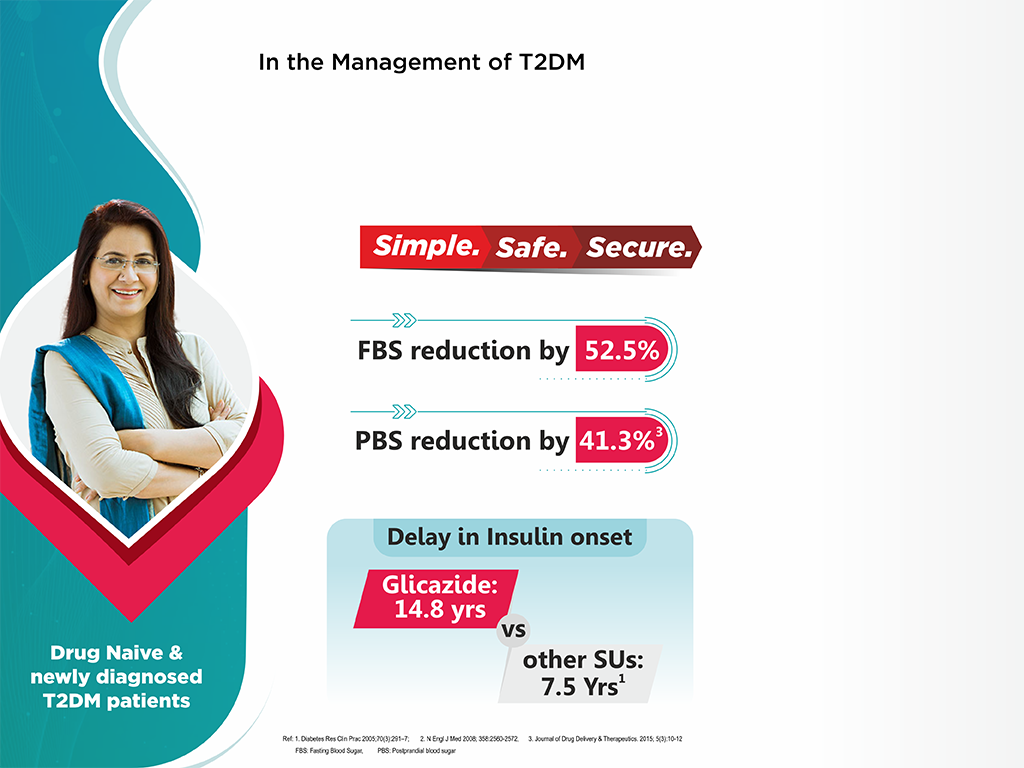 In the Management of T2DM
Simple. Safe. Secure.
FBS reduction by 52.5%
PBS reduction by 41.3%3
Delay in Insulin onset
Glicazide:
14.8 yrs
vs
other SUs:
7.5 Yrs1
Drug Naive &
newly diagnosed
T2DM patients
Ref: 1. Diabetes Res Clin Prac 2005;70(3):291–7; 2. N Engl J Med 2008; 358:2560-2572. 3. Journal of Drug Delivery & Therapeutics. 2015; 5(3):10-12
FBS: Fasting Blood Sugar, PBS: Postprandial blood sugar